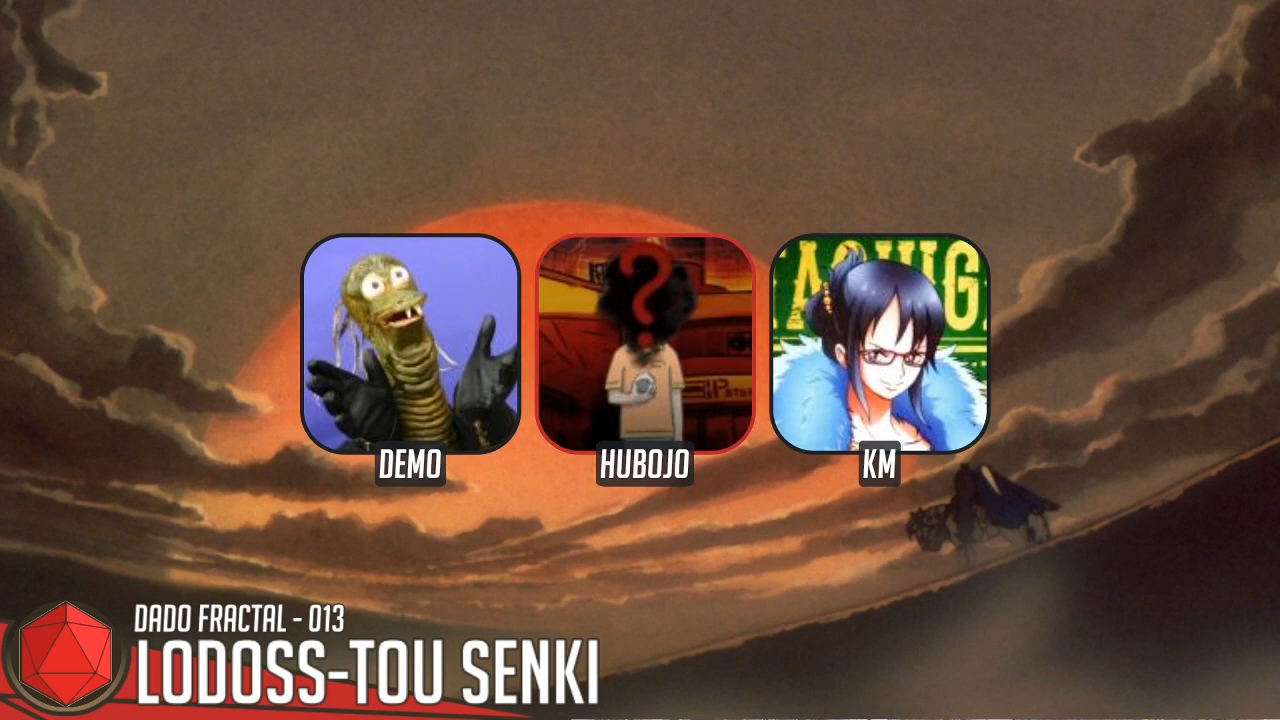 DEMO
HUBOJO
KM
DADO FRACTAL - 013
LODOSS-TOU SENKI